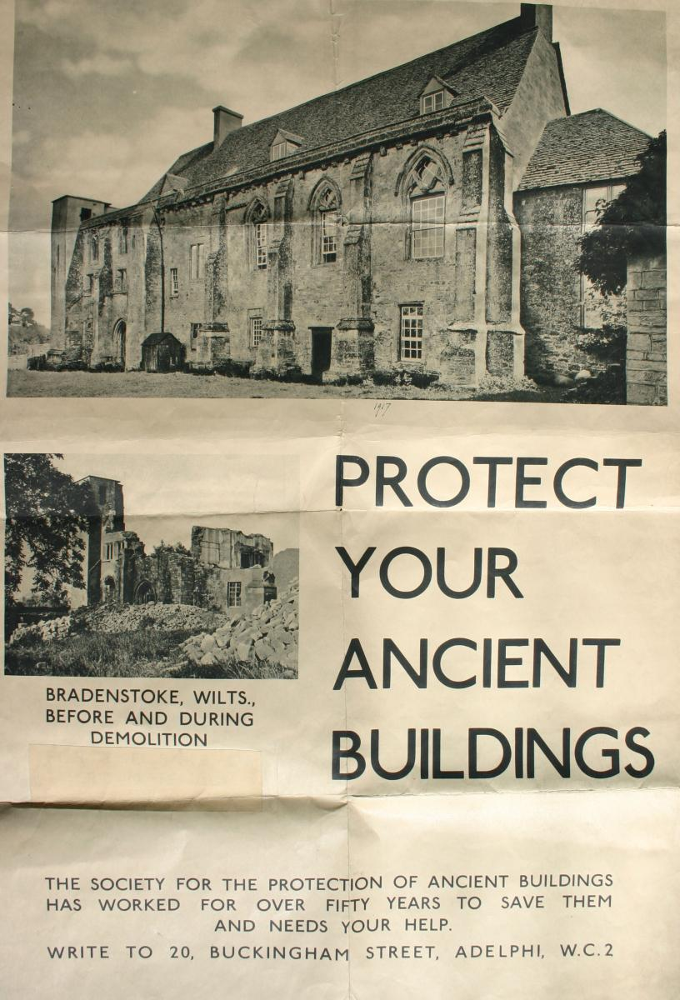 1917
PROTECT
YOUR
ANCIENT
BUILDINGS
BRADENSTOKE, WILTS.,
BEFORE AND DURING
DEMOLITION
THE SOCIETY FOR THE PROTECTION OF ANCIENT BUILDINGS
HAS WORKED FOR OVER FIFTY YEARS TO SAVE THEM
AND NEEDS YOUR HELP.
WRITE TO 20, BUCKINGHAM STREET, ADELPHI, W.C.2